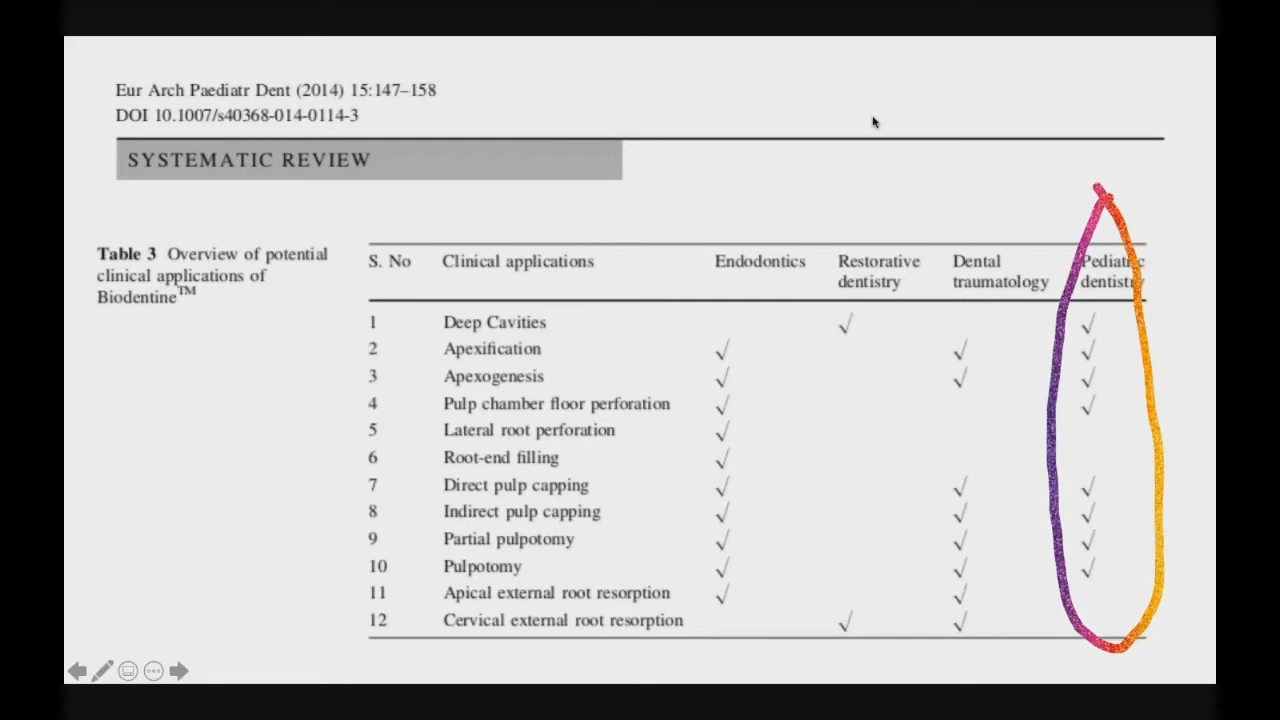 Eur Arch Paediatr Dent (2014) 15:147–158
DOI 10.1007/s40368-014-0114-3
SYSTEMATIC REVIEW
Table 3 Overview of potential
clinical applications of
Biodentine™
S. No Clinical applications Endodontics Restorative dentistry Dental traumatology Pediatric dentistry
1 Deep Cavities √ √
2 Apexification √ √ √
3 Apexogenesis √ √ √
4 Pulp chamber floor perforation √ √
5 Lateral root perforation √
6 Root-end filling √
7 Direct pulp capping √ √ √
8 Indirect pulp capping √ √ √
9 Partial pulpotomy √ √ √
10 Pulpotomy √ √ √
11 Apical external root resorption √ √
12 Cervical external root resorption √ √